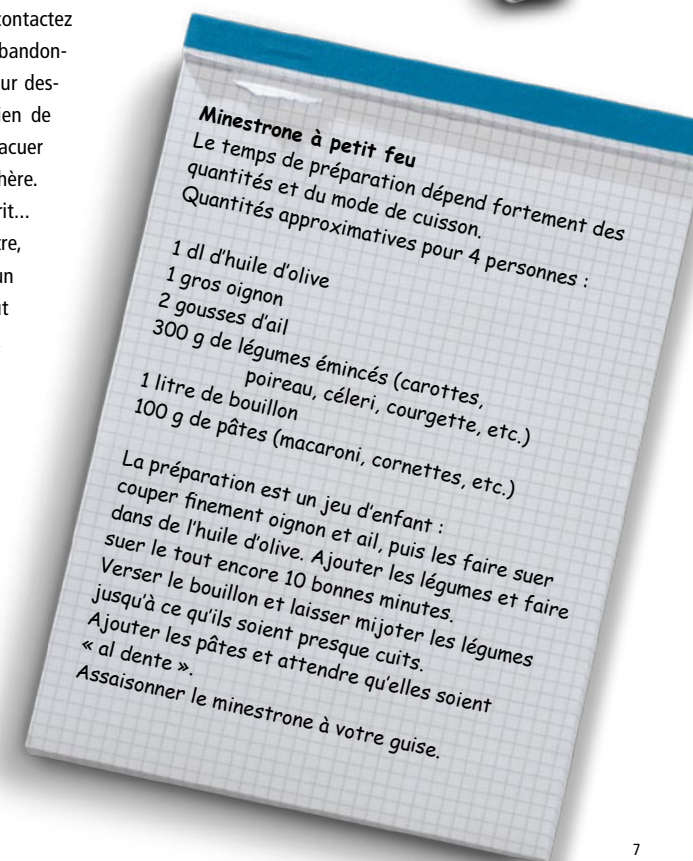 contactez
abandon-
ur des-
ien de
acuer
hère.
rit...
tre,
un
Minestrone à petit feu
Le temps de préparation dépend fortement des
quantités et du mode de cuisson.
Quantités approximatives pour 4 personnes :
1 dl d'huile d'olive
1 gros oignon
2 gousses d'ail
300 g de légumes émincés (carottes,
poireau, céleri, courgette, etc.)
1 litre de bouillon
100 g de pâtes (macaroni, cornettes, etc.)
La préparation est un jeu d'enfant :
couper finement oignon et ail, puis les faire suer
dans de l'huile d'olive. Ajouter les légumes et faire
suer le tout encore 10 bonnes minutes.
Verser le bouillon et laisser mijoter les légumes
jusqu'à ce qu'ils soient presque cuits.
Ajouter les pâtes et attendre qu'elles soient
« al dente ».
Assaisonner le minestrone à votre guise.
7